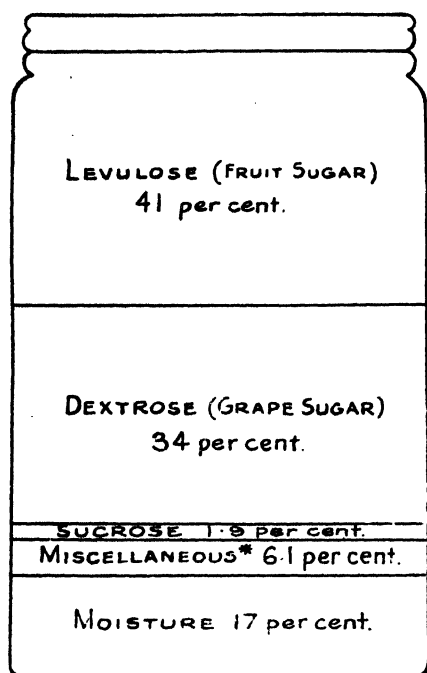 LEVULOSE (FRUIT SUGAR)
41 per cent.
DEXTROSE (GRAPE SUGAR)
34 per cent.
SUCROSE 1·9 per cent.
MISCELLANEOUS* 6·1 per cent.
MOISTURE 17 per cent.